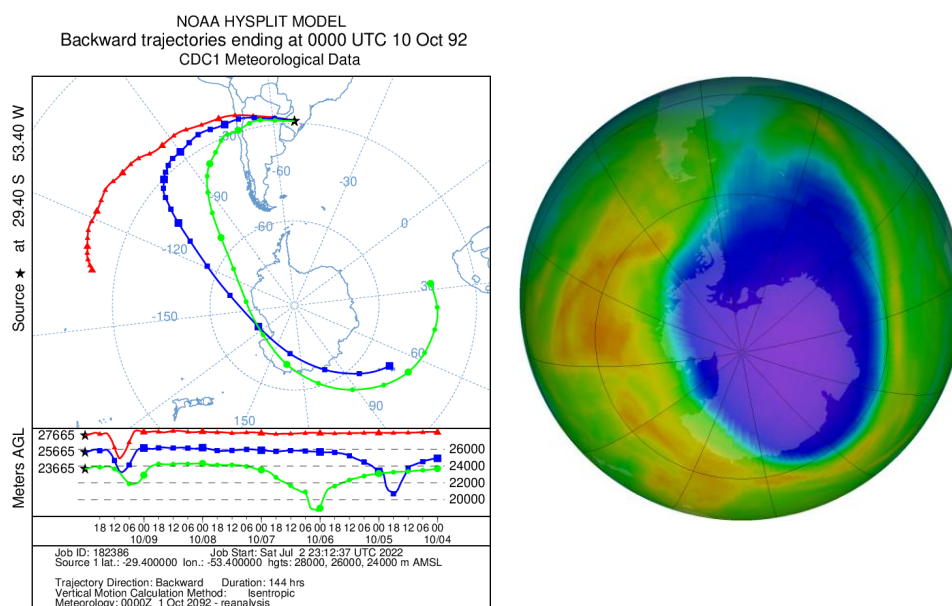 NOAA HYSPLIT MODEL
Backward trajectories ending at 0000 UTC 10 Oct 92
CDC1 Meteorological Data
Source ★ at 29.40 S 53.40 W
-60
-30
-90
0
-60
-120
30
-150
-60
90
150
Meters AGL
27665
25665
23665
26000
24000
22000
20000
18 12 06 00 18 12 06 00 18 12 06 00 18 12 06 00 18 12 06 00 18 12 06 00
10/09 10/08 10/07 10/06 10/05 10/04
Job ID: 182386 Job Start: Sat Jul 2 23:12:37 UTC 2022
Source 1 lat.: -29.400000 lon.: -53.400000 hgts: 28000, 26000, 24000 m AMSL
Trajectory Direction: Backward Duration: 144 hrs
Vertical Motion Calculation Method: Isentropic
Meteorology: 0000Z 1 Oct 2092 - reanalysis